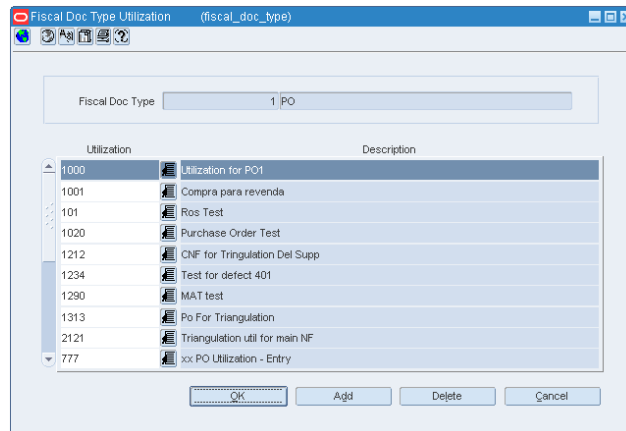 Fiscal Doc Type Utilization (fiscal_doc_type)
Fiscal Doc Type 1 PO
Utilization Description
1000 Utilization for PO1
1001 Compra para revenda
101 Ros Test
1020 Purchase Order Test
1212 CNF for Tringulation Del Supp
1234 Test for defect 401
1290 MAT test
1313 Po For Triangulation
2121 Triangulation util for main NF
777 xx PO Utilization - Entry
OK Add Delete Cancel